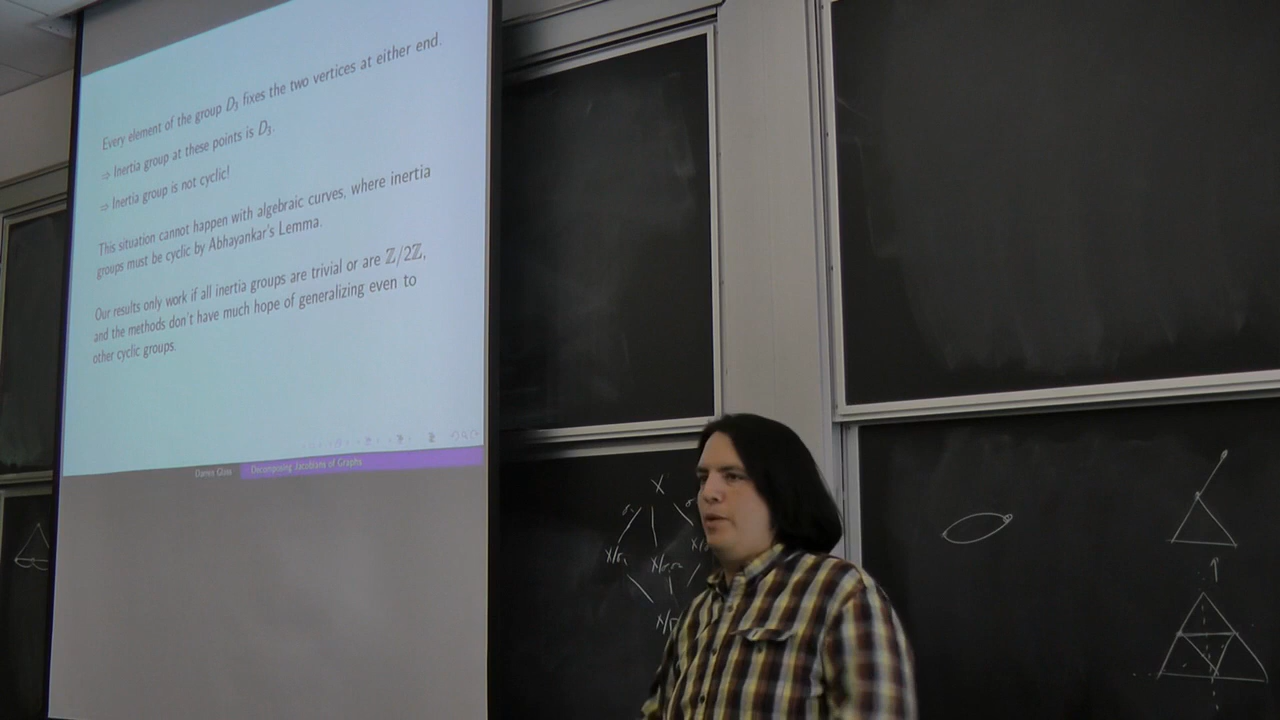 Every element of the group D₃ fixes the two vertices at either end.
⇒ Inertia group at these points is D₃.
⇒ Inertia group is not cyclic!
This situation cannot happen with algebraic curves, where inertia
groups must be cyclic by Abhayankar's Lemma.
Our results only work if all inertia groups are trivial or are ℤ/2ℤ,
and the methods don't have much hope of generalizing even to
other cyclic groups.
Darren Glass Decomposing Jacobians of Graphs
X
σ₁ σ
X/σ₁